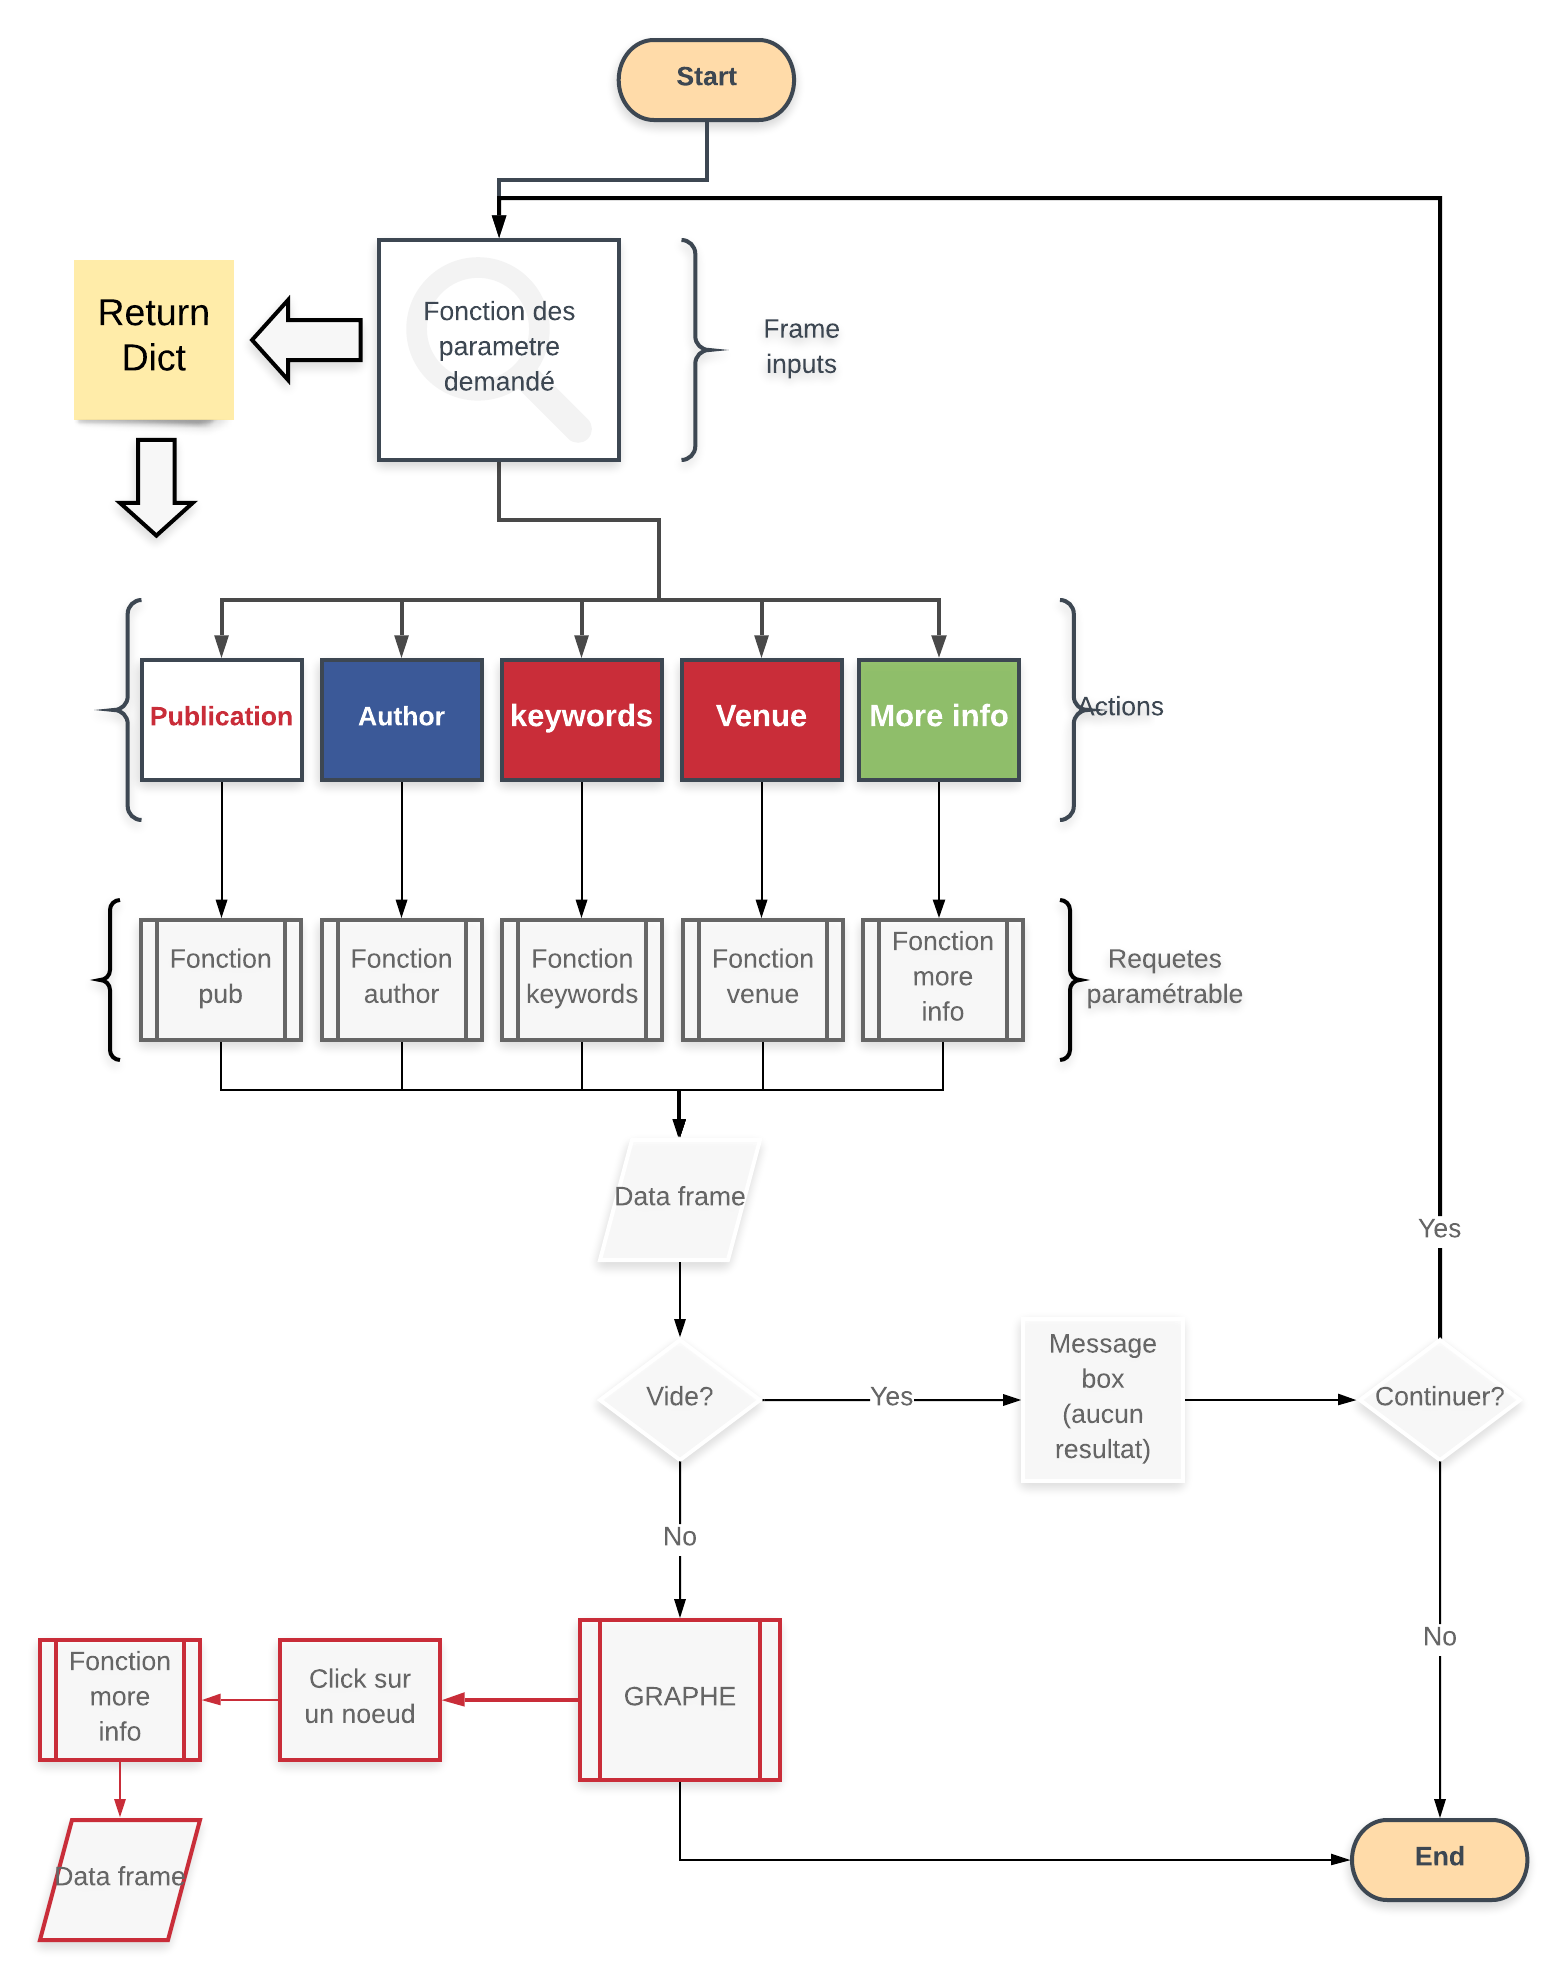 Start
Return
Dict
Fonction des
parametre
demandé
Frame
inputs
Publication
Author
keywords
Venue
More info
Actions
Fonction
pub
Fonction
author
Fonction
keywords
Fonction
venue
Fonction
more
info
Requetes
paramétrable
Data frame
Yes
Vide?
Yes
Message
box
(aucun
resultat)
Continuer?
No
No
Fonction
more
info
Click sur
un noeud
GRAPHE
Data frame
End